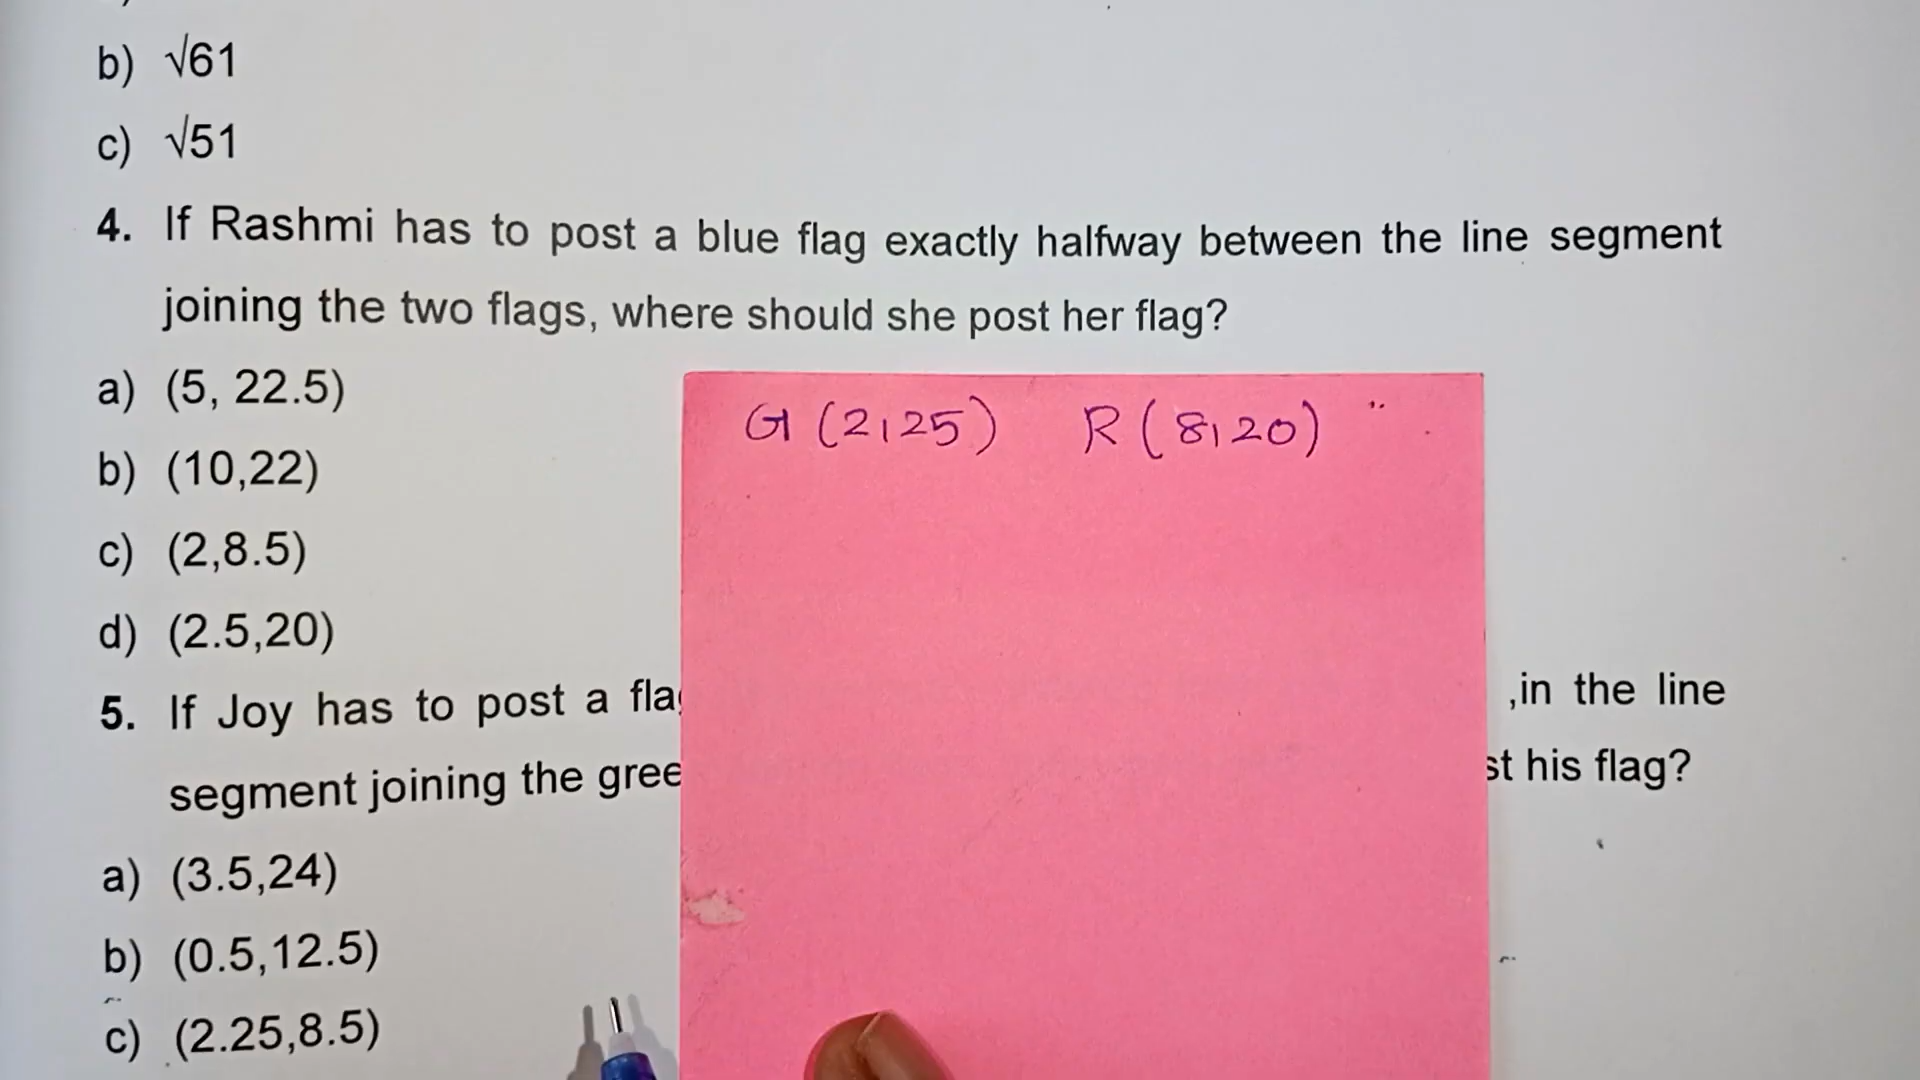 b) √61
c) √51
4. If Rashmi has to post a blue flag exactly halfway between the line segment
joining the two flags, where should she post her flag?
a) (5, 22.5)
G (2,25) R (8,20)
b) (10,22)
c) (2,8.5)
d) (2.5,20)
5. If Joy has to post a ,in the line
segment joining the his flag?
a) (3.5,24)
b) (0.5,12.5)
c) (2.25,8.5)